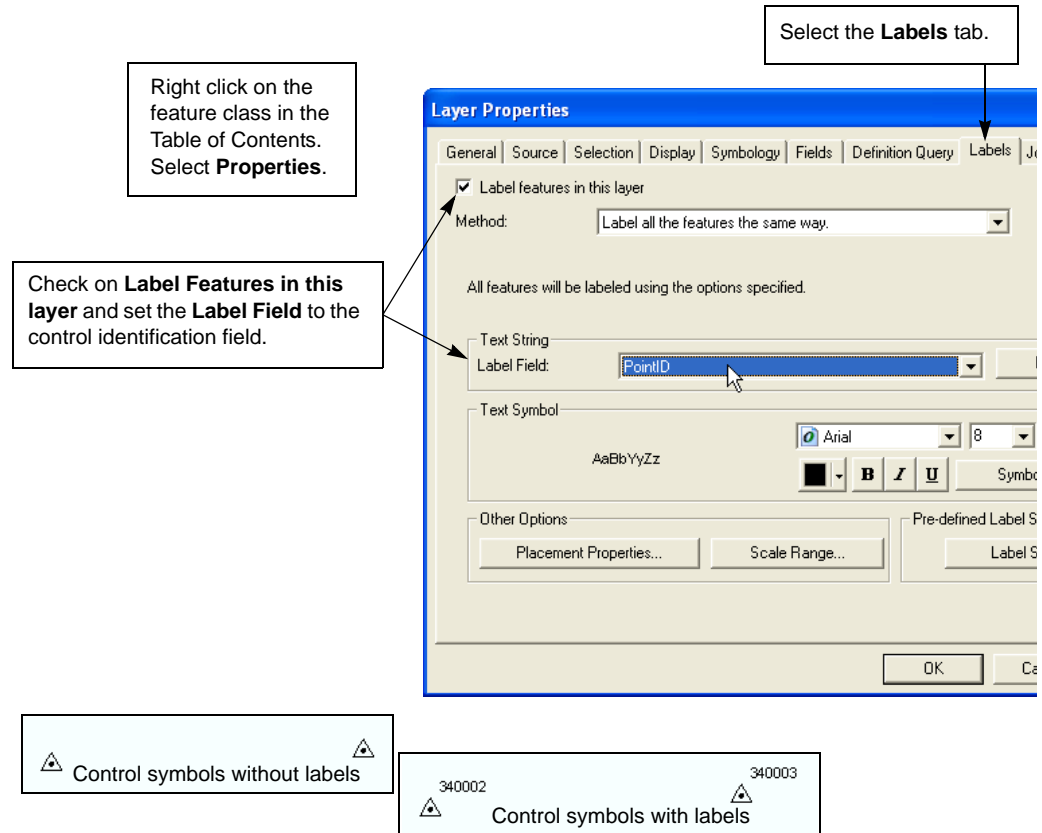 Select the Labels tab.
Right click on the
feature class in the
Table of Contents.
Select Properties.
Layer Properties
General Source Selection Display Symbology Fields Definition Query Labels
Label features in this layer
Method: Label all the features the same way.
Check on Label Features in this
layer and set the Label Field to the
control identification field.
All features will be labeled using the options specified.
Text String
Label Field: PointID
Text Symbol
AaBbYyZz
Arial 8
B I U Symbo
Other Options
Pre-defined Label S
Placement Properties... Scale Range... Label S
OK Ca
Control symbols without labels
340002 340003
Control symbols with labels